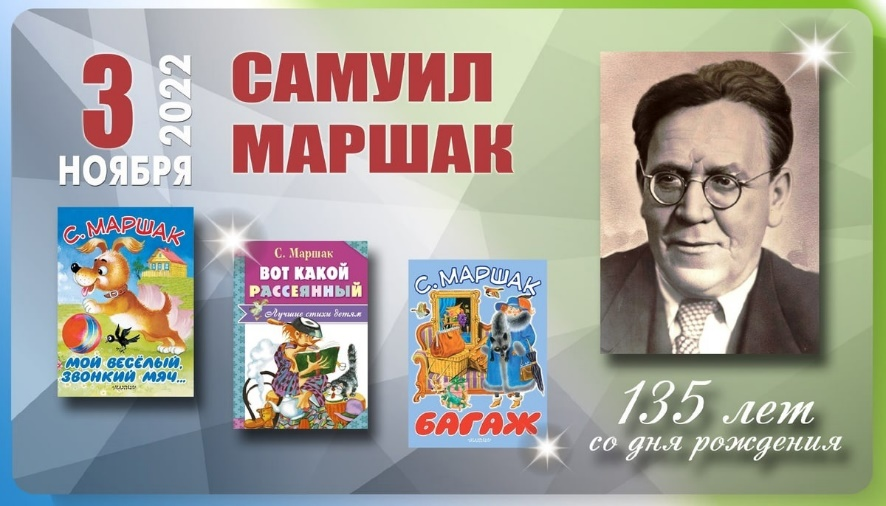 3
НОЯБРЯ
2022
САМУИЛ
МАРШАК
С. МАРШАК
МОЙ ВЕСЁЛЫЙ,
ЗВОНКИЙ МЯЧ...
С. Маршак
ВОТ КАКОЙ
РАССЕЯННЫЙ
Лучшие стихи детям
С. МАРШАК
БАГАЖ
135 лет
со дня рождения